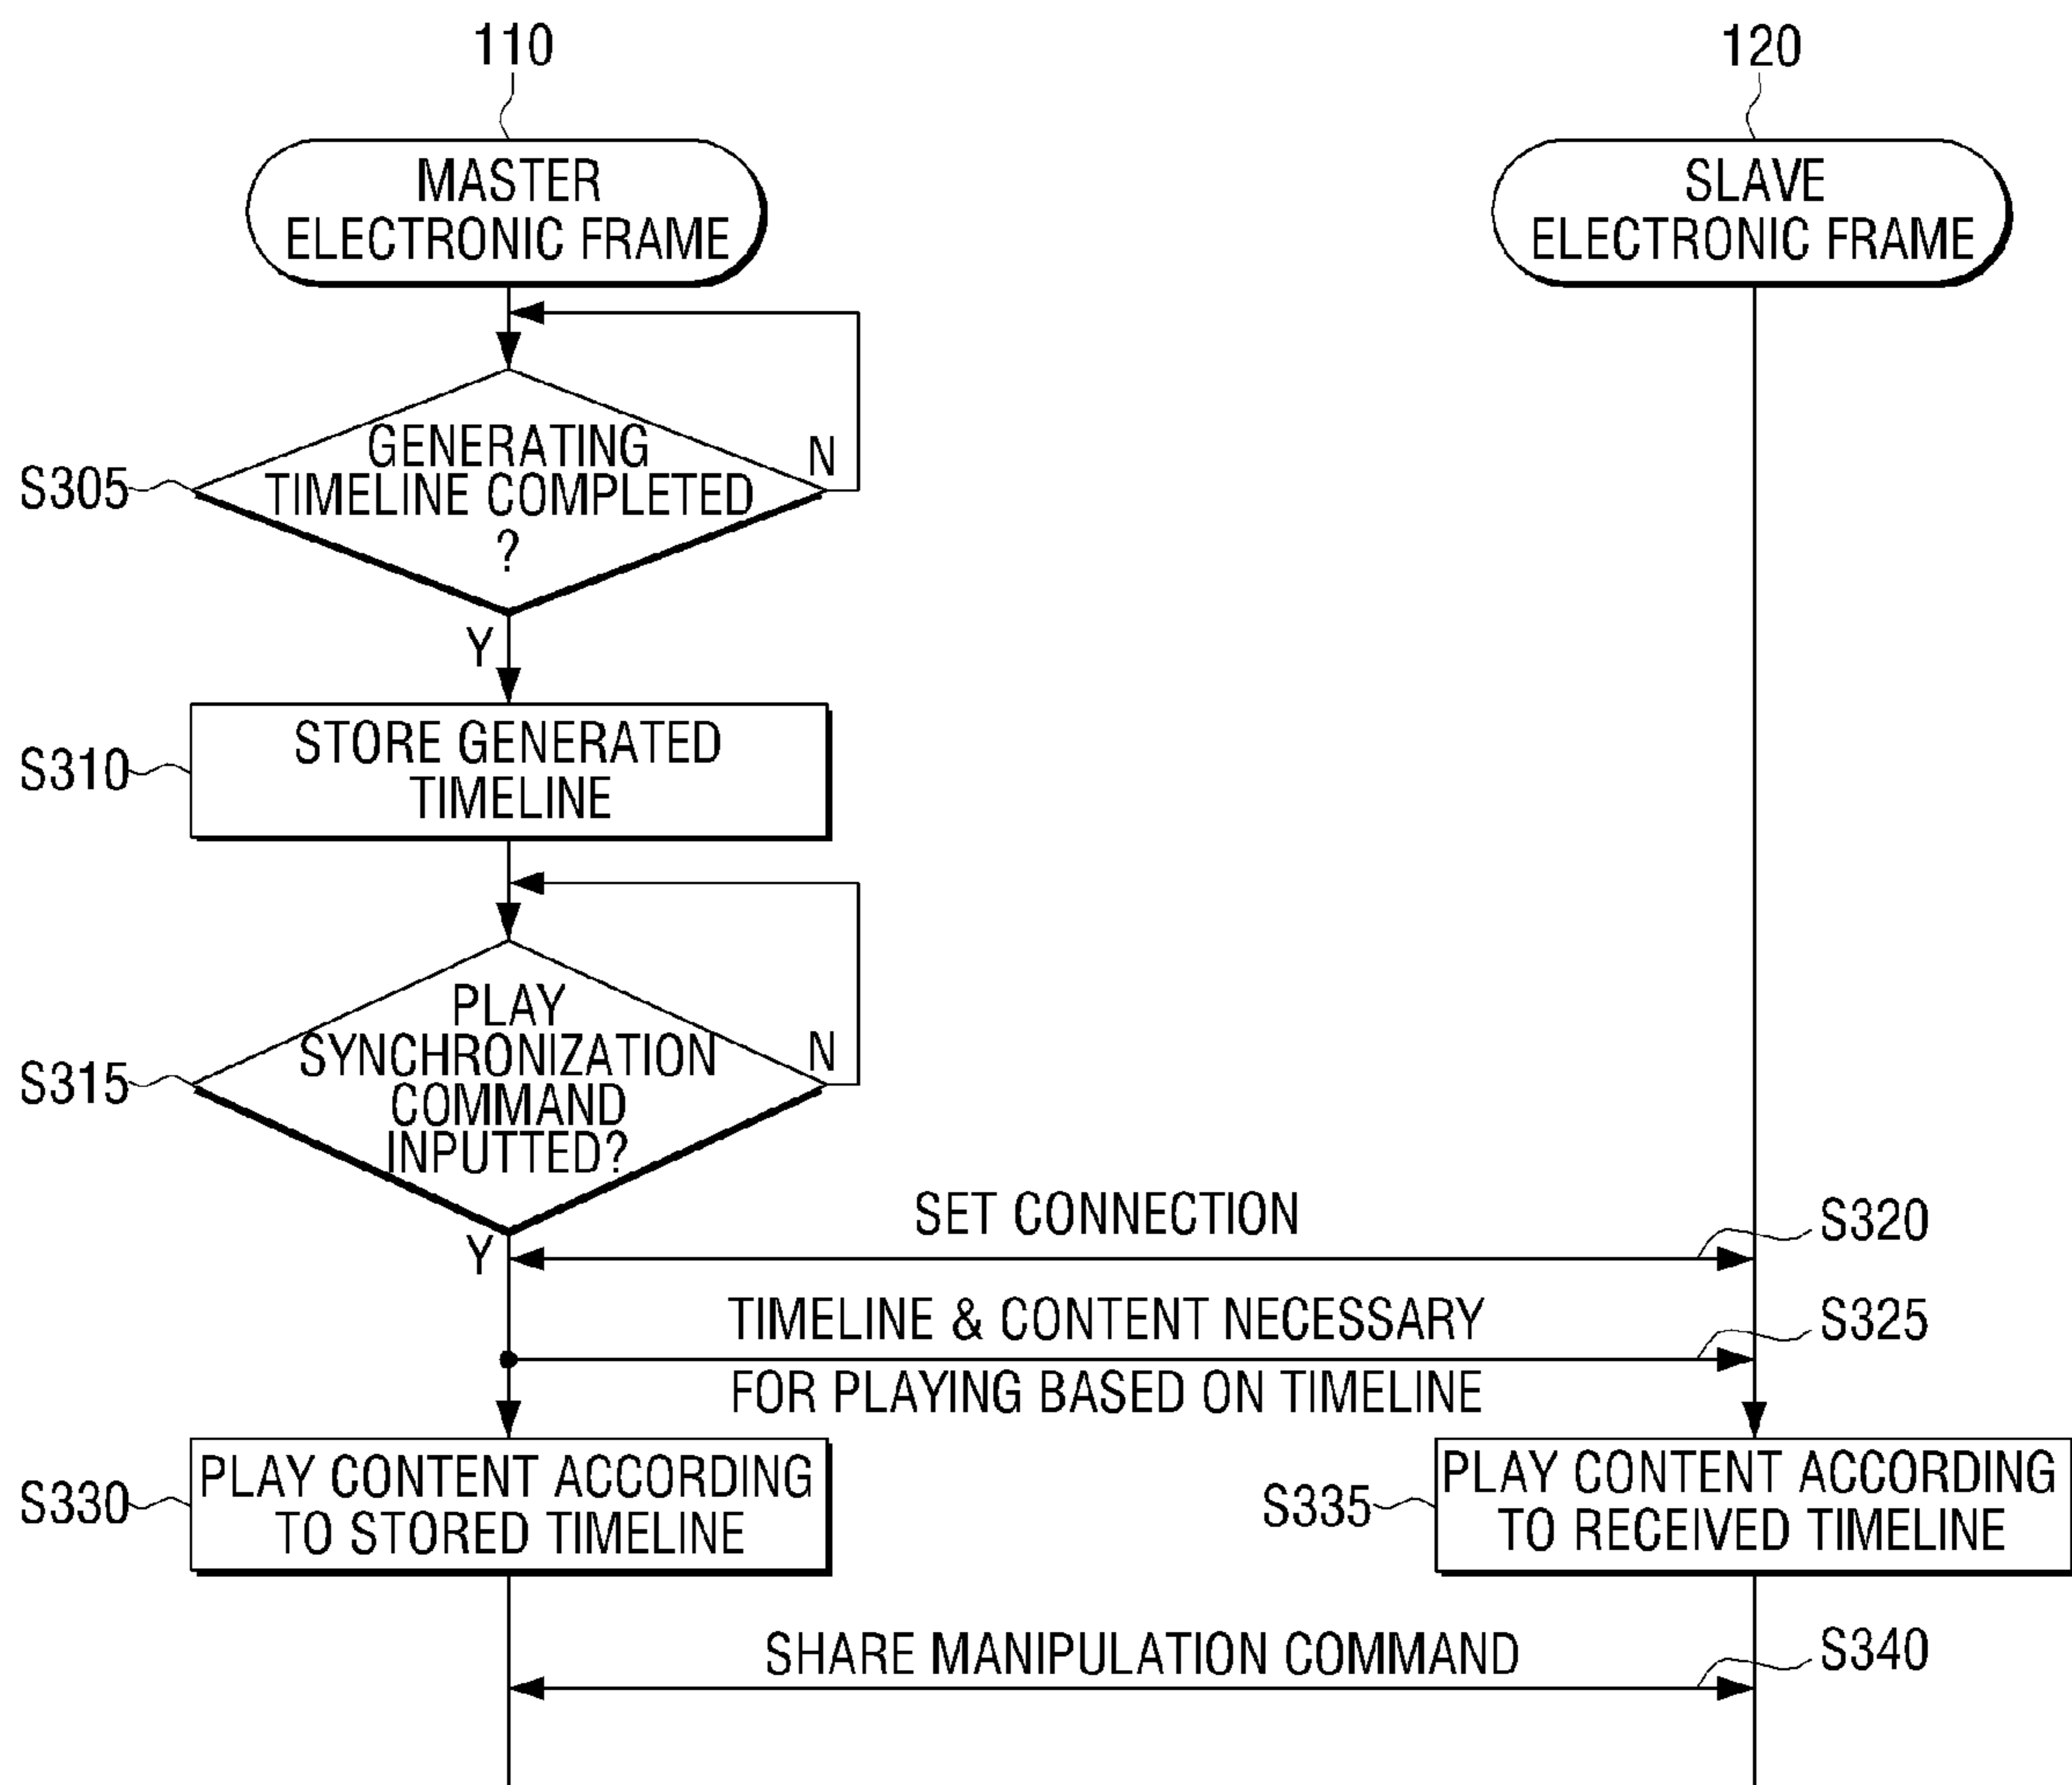 110
120
MASTER
ELECTRONIC FRAME
SLAVE
ELECTRONIC FRAME
S305
GENERATING
TIMELINE COMPLETED
?
N
Y
S310
STORE GENERATED
TIMELINE
S315
PLAY
SYNCHRONIZATION
COMMAND
INPUTTED?
N
Y
SET CONNECTION
S320
TIMELINE & CONTENT NECESSARY
FOR PLAYING BASED ON TIMELINE
S325
S330
PLAY CONTENT ACCORDING
TO STORED TIMELINE
S335
PLAY CONTENT ACCORDING
TO RECEIVED TIMELINE
SHARE MANIPULATION COMMAND
S340